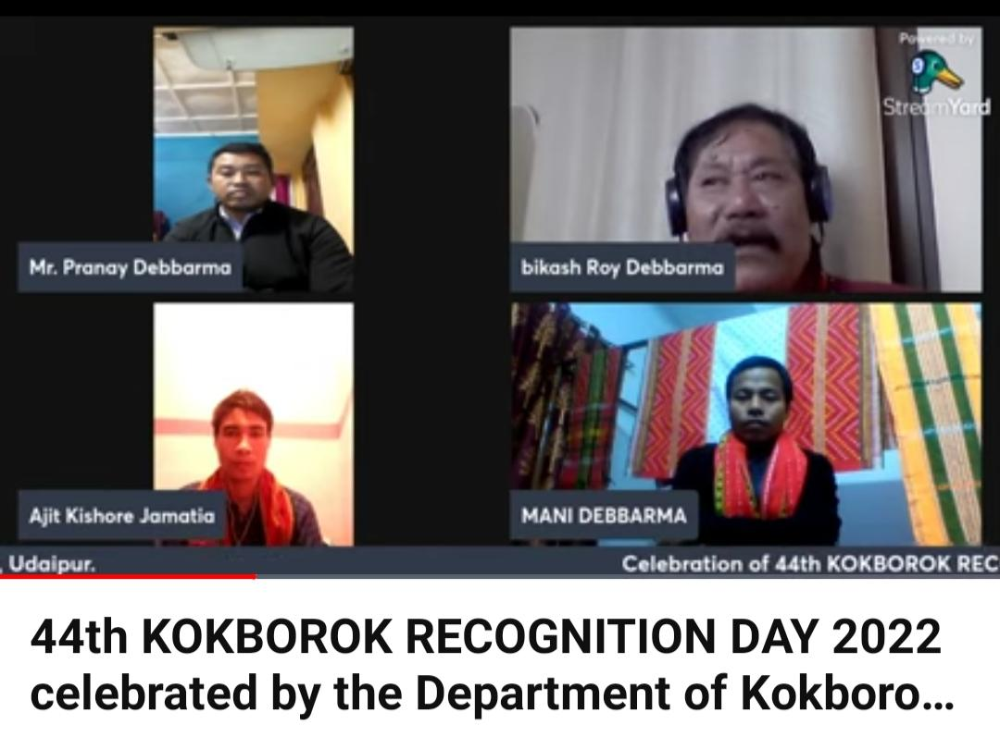 Powered by
StreamYard
Mr. Pranay Debbarma
bikash Roy Debbarma
Ajit Kishore Jamatia
MANI DEBBARMA
, Udaipur.
Celebration of 44th KOKBOROK REC
44th KOKBOROK RECOGNITION DAY 2022
celebrated by the Department of Kokboro...